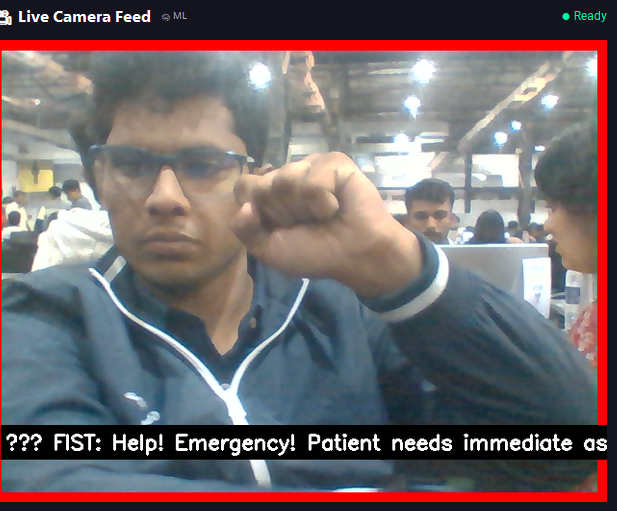 Live Camera Feed ML
Ready
??? FIST: Help! Emergency! Patient needs immediate as